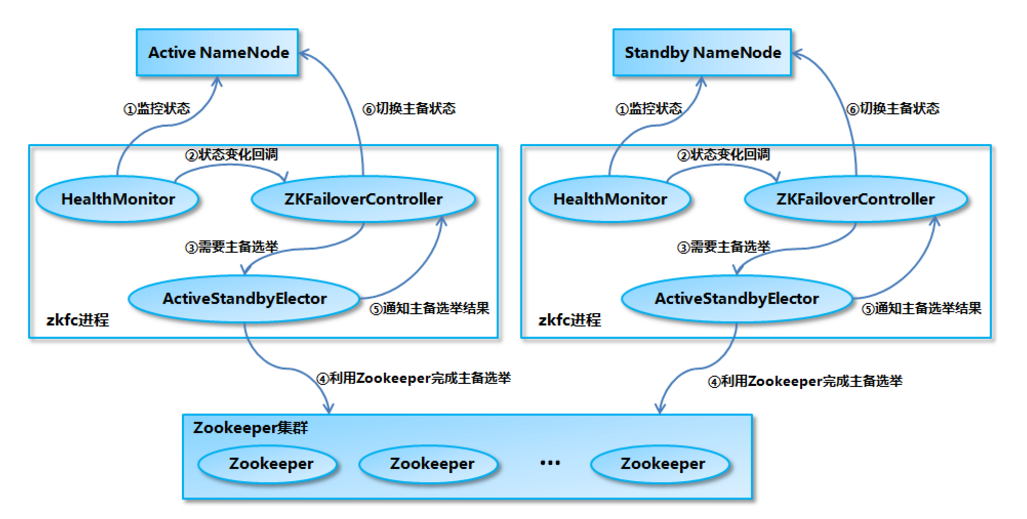 Active NameNode
Standby NameNode
①监控状态
⑥切换主备状态
①监控状态
⑥切换主备状态
②状态变化回调
②状态变化回调
HealthMonitor
ZKFailoverController
HealthMonitor
ZKFailoverController
③需要主备选举
③需要主备选举
ActiveStandbyElector
ActiveStandbyElector
⑤通知主备选举结果
⑤通知主备选举结果
zkfc进程
zkfc进程
④利用Zookeeper完成主备选举
④利用Zookeeper完成主备选举
Zookeeper集群
Zookeeper
Zookeeper
...
Zookeeper